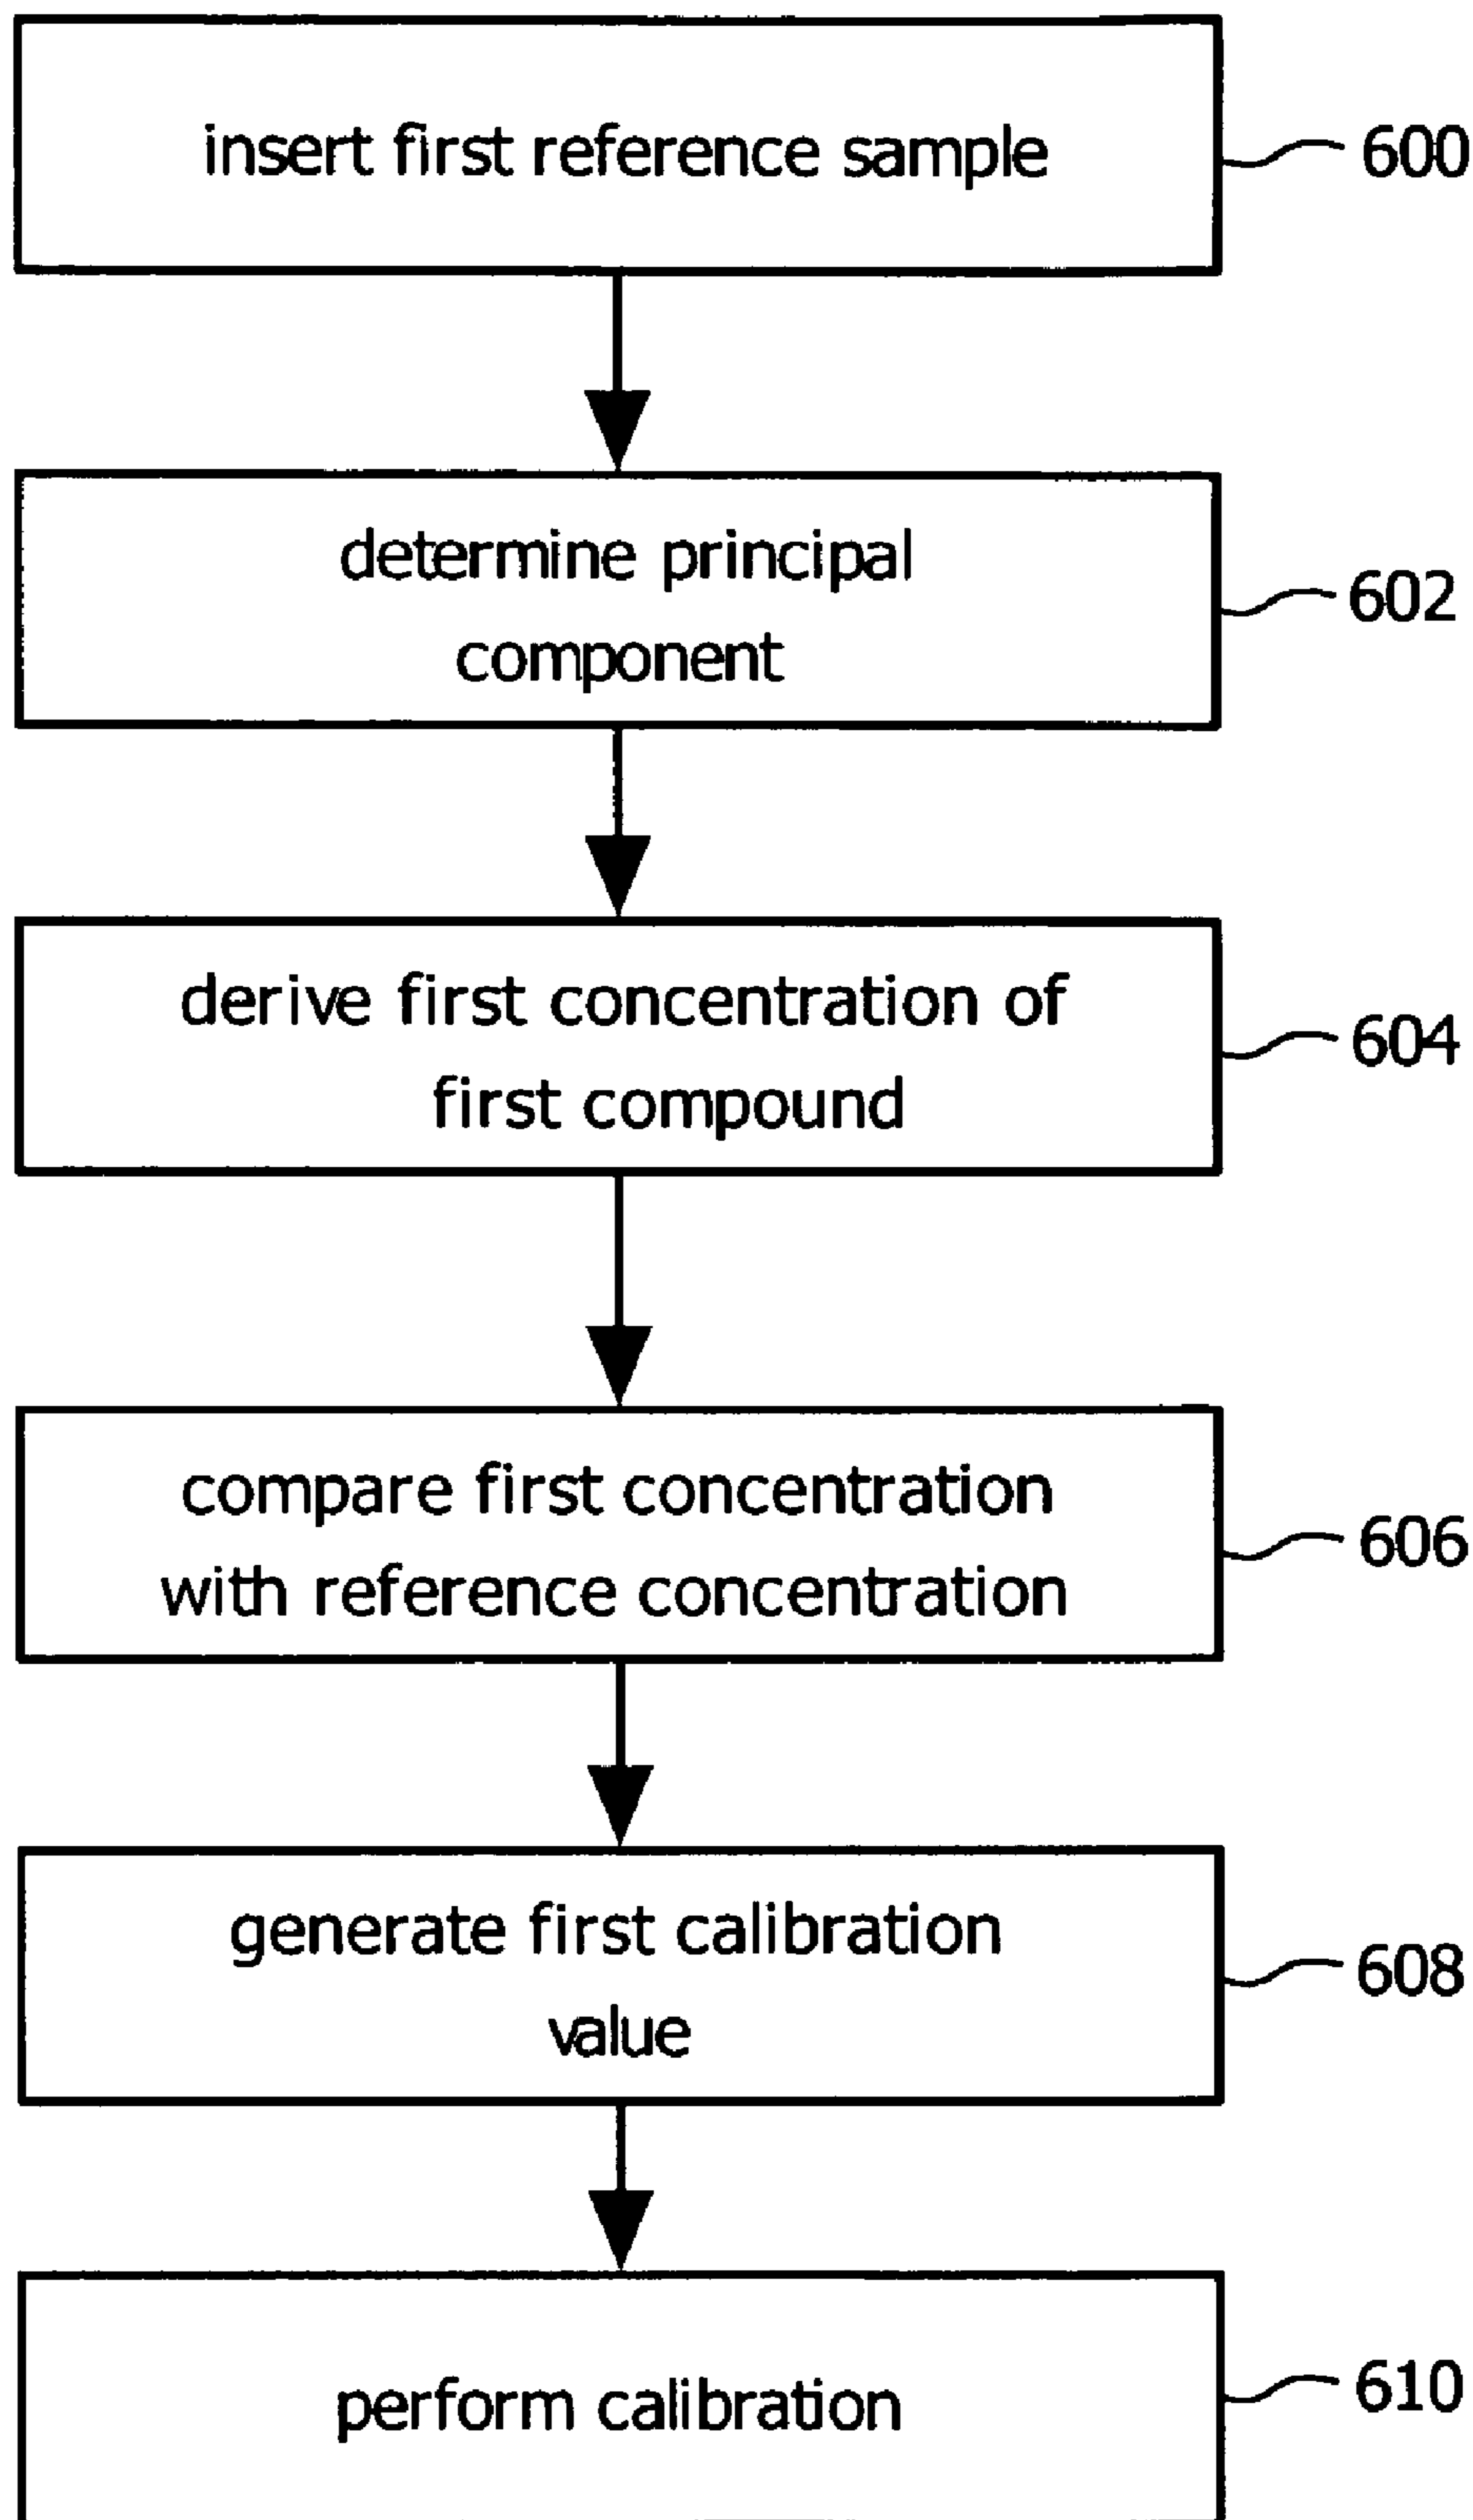 insert first reference sample
600
determine principal
component
602
derive first concentration of
first compound
604
compare first concentration
with reference concentration
606
generate first calibration
value
608
perform calibration
610